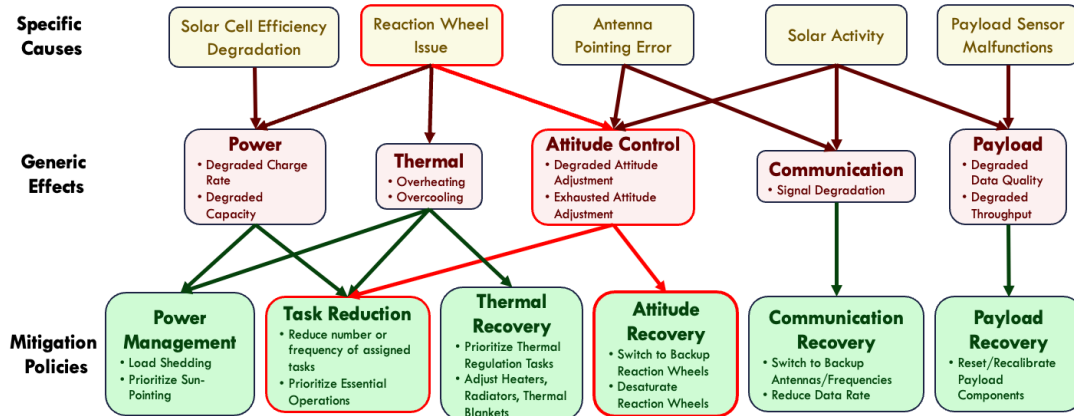 Specific
Causes
Solar Cell Efficiency
Degradation
Reaction Wheel
Issue
Antenna
Pointing Error
Solar Activity
Payload Sensor
Malfunctions
Generic
Effects
Power
• Degraded Charge
Rate
• Degraded
Capacity
Thermal
• Overheating
• Overcooling
Attitude Control
• Degraded Attitude
Adjustment
• Exhausted Attitude
Adjustment
Communication
• Signal Degradation
Payload
• Degraded
Data Quality
• Degraded
Throughput
Mitigation
Policies
Power
Management
• Load Shedding
• Prioritize Sun-
Pointing
Task Reduction
• Reduce number or
frequency of assigned
tasks
• Prioritize Essential
Operations
Thermal
Recovery
• Prioritize Thermal
Regulation Tasks
• Adjust Heaters,
Radiators, Thermal
Blankets
Attitude
Recovery
• Switch to Backup
Reaction Wheels
• Desaturate
Reaction Wheels
Communication
Recovery
• Switch to Backup
Antennas/Frequencies
• Reduce Data Rate
Payload
Recovery
• Reset/Recalibrate
Payload
Components